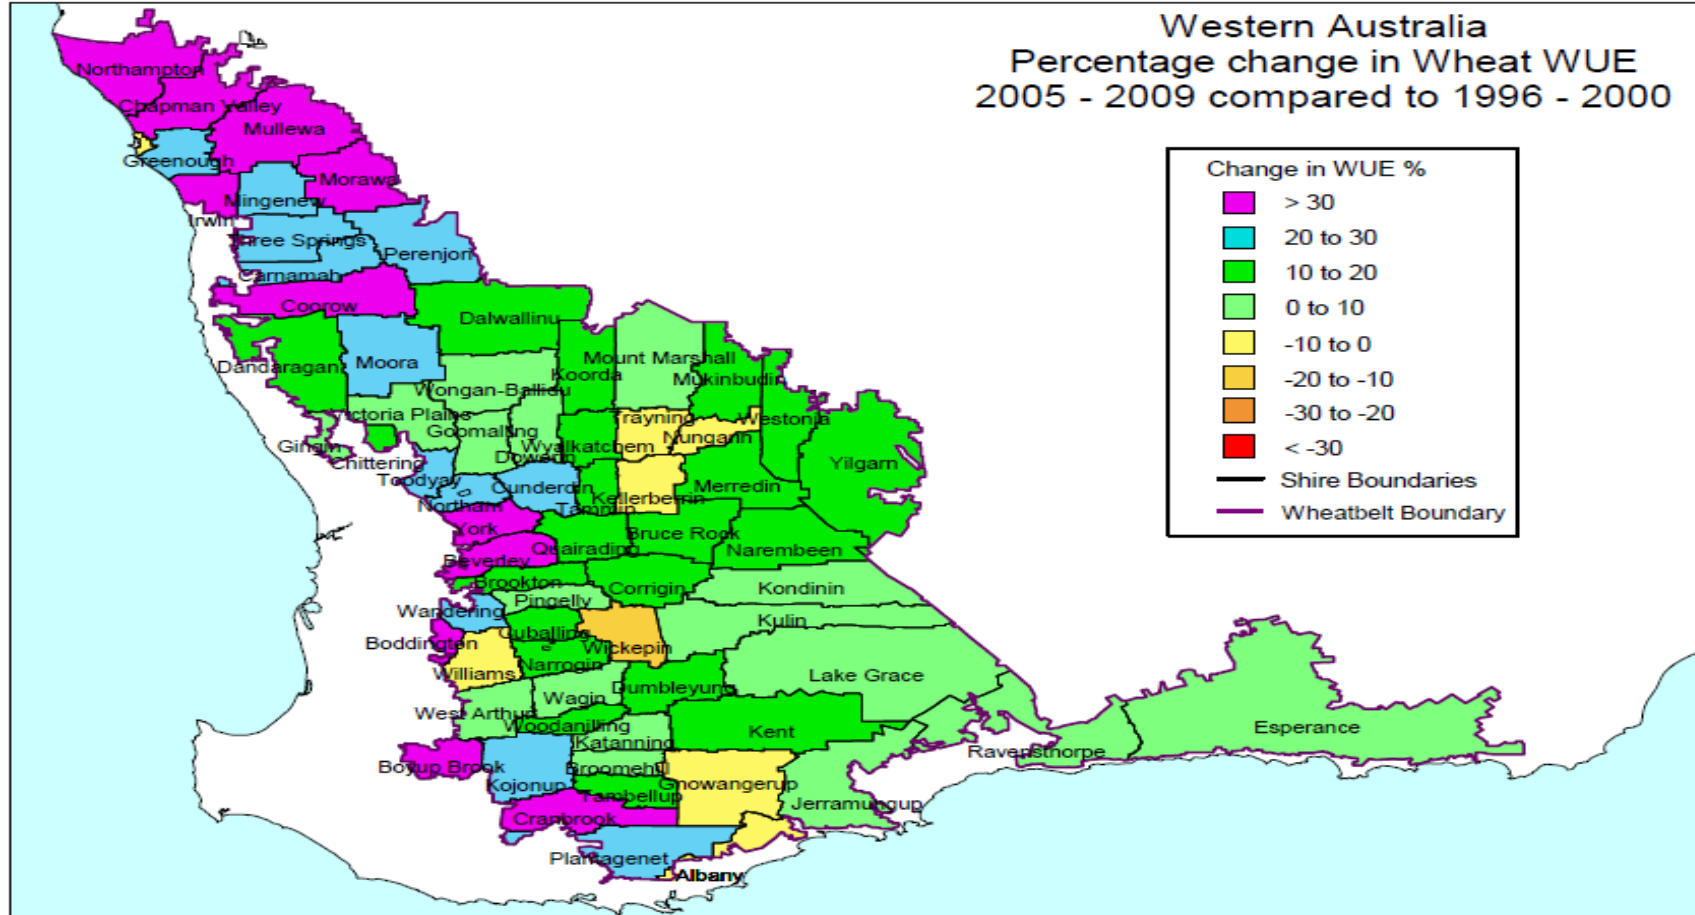 Western Australia
Percentage change in Wheat WUE
2005 - 2009 compared to 1996 - 2000
Change in WUE %
> 30
20 to 30
10 to 20
0 to 10
-10 to 0
-20 to -10
-30 to -20
< -30
Shire Boundaries
Wheatbelt Boundary
Northampton
Chapman Valley
Mullewa
Greenough
Morawa
Mingenew
Irwin
Three Springs
Perenjori
Carnamah
Coorow
Dalwallinu
Dandaragan
Moora
Mount Marshall
Koorda
Mukinbudin
Wongan-Ballidu
Victoria Plains
Trayning
Westonia
Goomalling
Nungarin
Gingin
Wyalkatchem
Dowerin
Chittering
Yilgarn
Toodyay
Cunderdin
Merredin
Kellerberrin
Northam
Tammin
York
Bruce Rock
Quairading
Narembeen
Beverley
Brookton
Corrigin
Kondinin
Pingelly
Wandering
Kulin
Cuballing
Boddington
Wickepin
Narrogin
Williams
Lake Grace
Dumbleyung
Wagin
West Arthur
Woodanilling
Kent
Esperance
Katanning
Ravensthorpe
Boyup Brook
Broomehill
Kojonup
Gnowangerup
Tambellup
Jerramungup
Cranbrook
Plantagenet
Albany